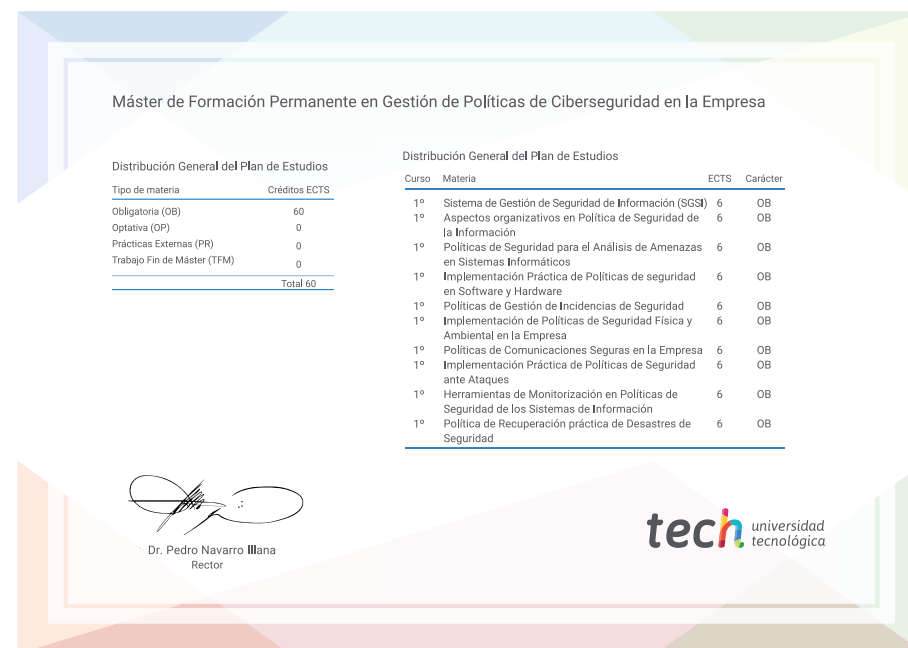 Máster de Formación Permanente en Gestión de Políticas de Ciberseguridad en la Empresa
Distribución General del Plan de Estudios
Tipo de materia Créditos ECTS
Obligatoria (OB) 60
Optativa (OP) 0
Prácticas Externas (PR) 0
Trabajo Fin de Máster (TFM) 0
Total 60
Distribución General del Plan de Estudios
Curso Materia ECTS Carácter
1º Sistema de Gestión de Seguridad de Información (SGSI) 6 OB
1º Aspectos organizativos en Política de Seguridad de 6 OB
la Información
1º Políticas de Seguridad para el Análisis de Amenazas 6 OB
en Sistemas Informáticos
1º Implementación Práctica de Políticas de seguridad 6 OB
en Software y Hardware
1º Políticas de Gestión de Incidencias de Seguridad 6 OB
1º Implementación de Políticas de Seguridad Física y 6 OB
Ambiental en la Empresa
1º Políticas de Comunicaciones Seguras en la Empresa 6 OB
1º Implementación Práctica de Políticas de Seguridad 6 OB
ante Ataques
1º Herramientas de Monitorización en Políticas de 6 OB
Seguridad de los Sistemas de Información
1º Política de Recuperación práctica de Desastres de 6 OB
Seguridad
Dr. Pedro Navarro Illana
Rector
tech universidad
tecnológica